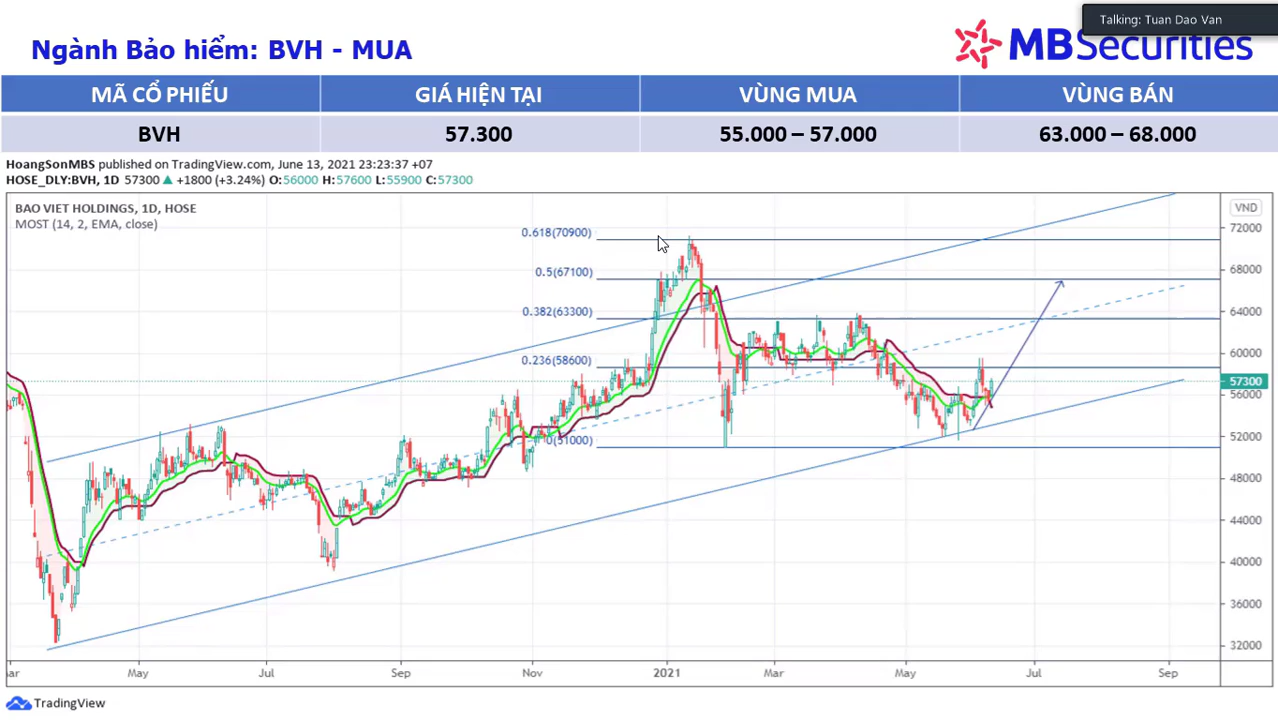 Talking: Tuan Dao Van
Ngành Bảo hiểm: BVH - MUA
MBSecurities
MÃ CỔ PHIẾU GIÁ HIỆN TẠI VÙNG MUA VÙNG BÁN
BVH 57.300 55.000 – 57.000 63.000 – 68.000
HoangSonMBS published on TradingView.com, June 13, 2021 23:23:37 +07
HOSE_DLY:BVH, 1D 57300 ▲ +1800 (+3.24%) O:56000 H:57600 L:55900 C:57300
BAO VIET HOLDINGS, 1D, HOSE
MOST (14, 2, EMA, close)
VND
72000
0.618(70900)
68000
0.5(67100)
64000
0.382(63300)
60000
0.236(58600)
57300
56000
52000
0(51000)
48000
44000
40000
36000
32000
ar May Jul Sep Nov 2021 Mar May Jul Sep
TradingView